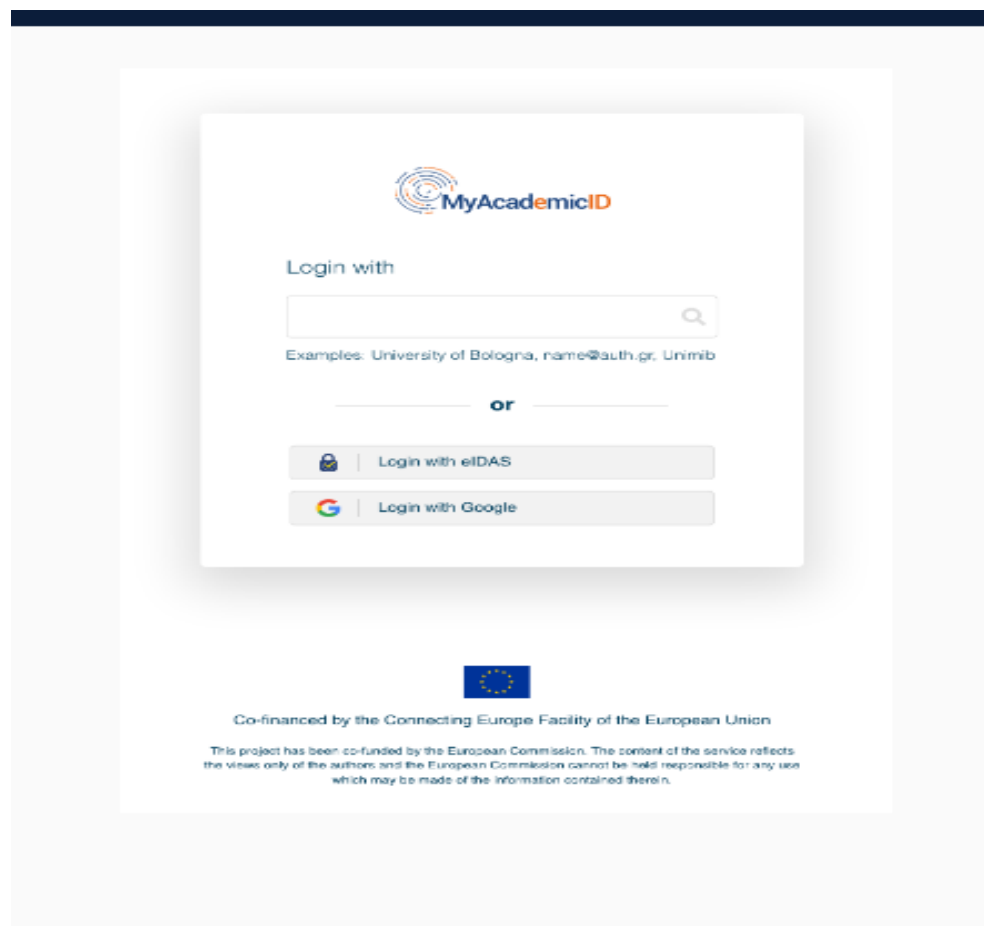 MyAcademicID
Login with
Examples: University of Bologna, name@auth.gr, Unimib
or
Login with eIDAS
Login with Google
Co-financed by the Connecting Europe Facility of the European Union
This project has been co-funded by the European Commission. The content of the service reflects
the views only of the authors and the European Commission cannot be held responsible for any use
which may be made of the information contained therein.